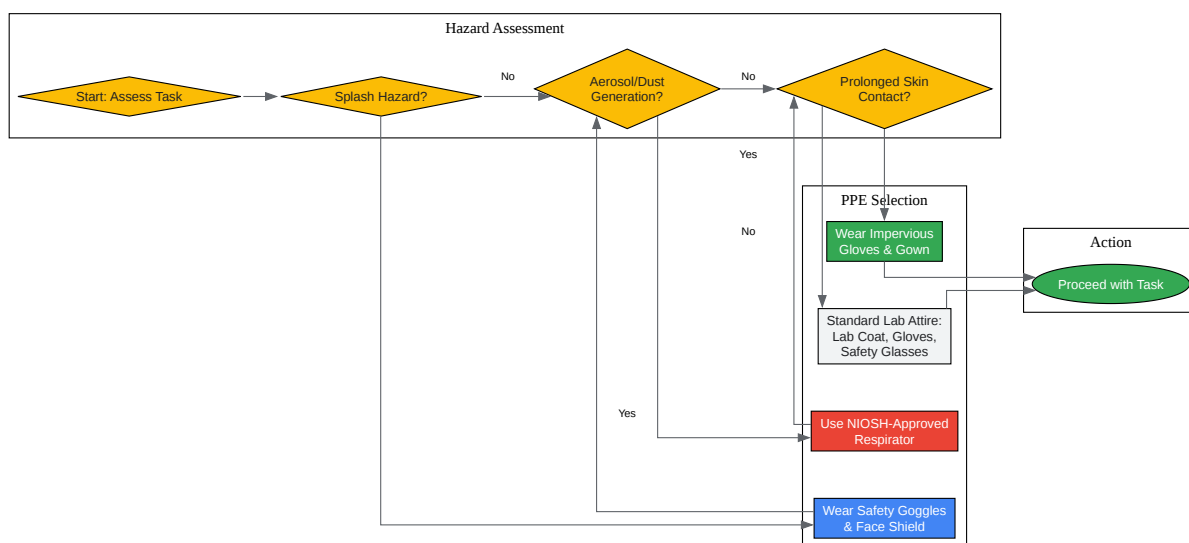 Hazard Assessment
Start: Assess Task
Splash Hazard?
No
Aerosol/Dust
Generation?
No
Prolonged Skin
Contact?
Yes
PPE Selection
Wear Impervious
Gloves & Gown
No
Action
Proceed with Task
Standard Lab Attire:
Lab Coat, Gloves,
Safety Glasses
Yes
Use NIOSH-Approved
Respirator
Wear Safety Goggles
& Face Shield